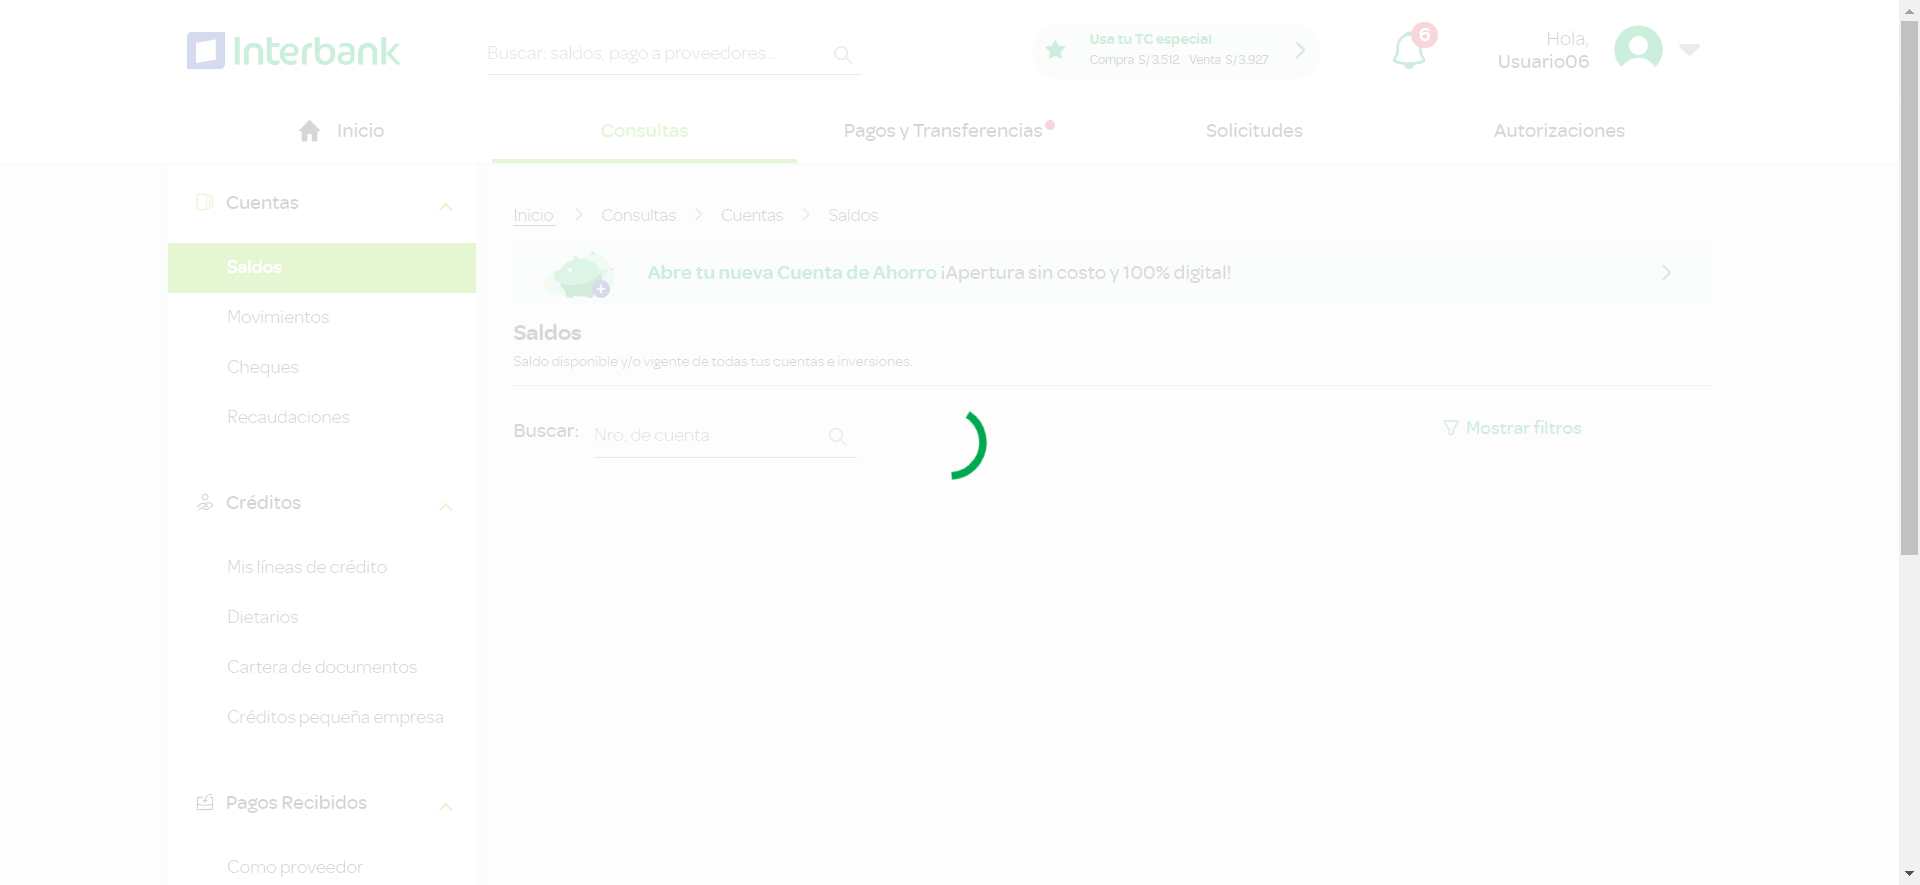 Interbank
Buscar: saldos, pago a proveedores...
Usa tu TC especial
Compra S/3.512 Venta S/3.927
6
Hola,
Usuario06
Inicio
Consultas
Pagos y Transferencias
Solicitudes
Autorizaciones
Cuentas
Saldos
Movimientos
Cheques
Recaudaciones
Créditos
Mis líneas de crédito
Dietarios
Cartera de documentos
Créditos pequeña empresa
Pagos Recibidos
Como proveedor
Inicio > Consultas > Cuentas > Saldos
Abre tu nueva Cuenta de Ahorro ¡Apertura sin costo y 100% digital!
Saldos
Saldo disponible y/o vigente de todas tus cuentas e inversiones.
Buscar: Nro. de cuenta
Mostrar filtros